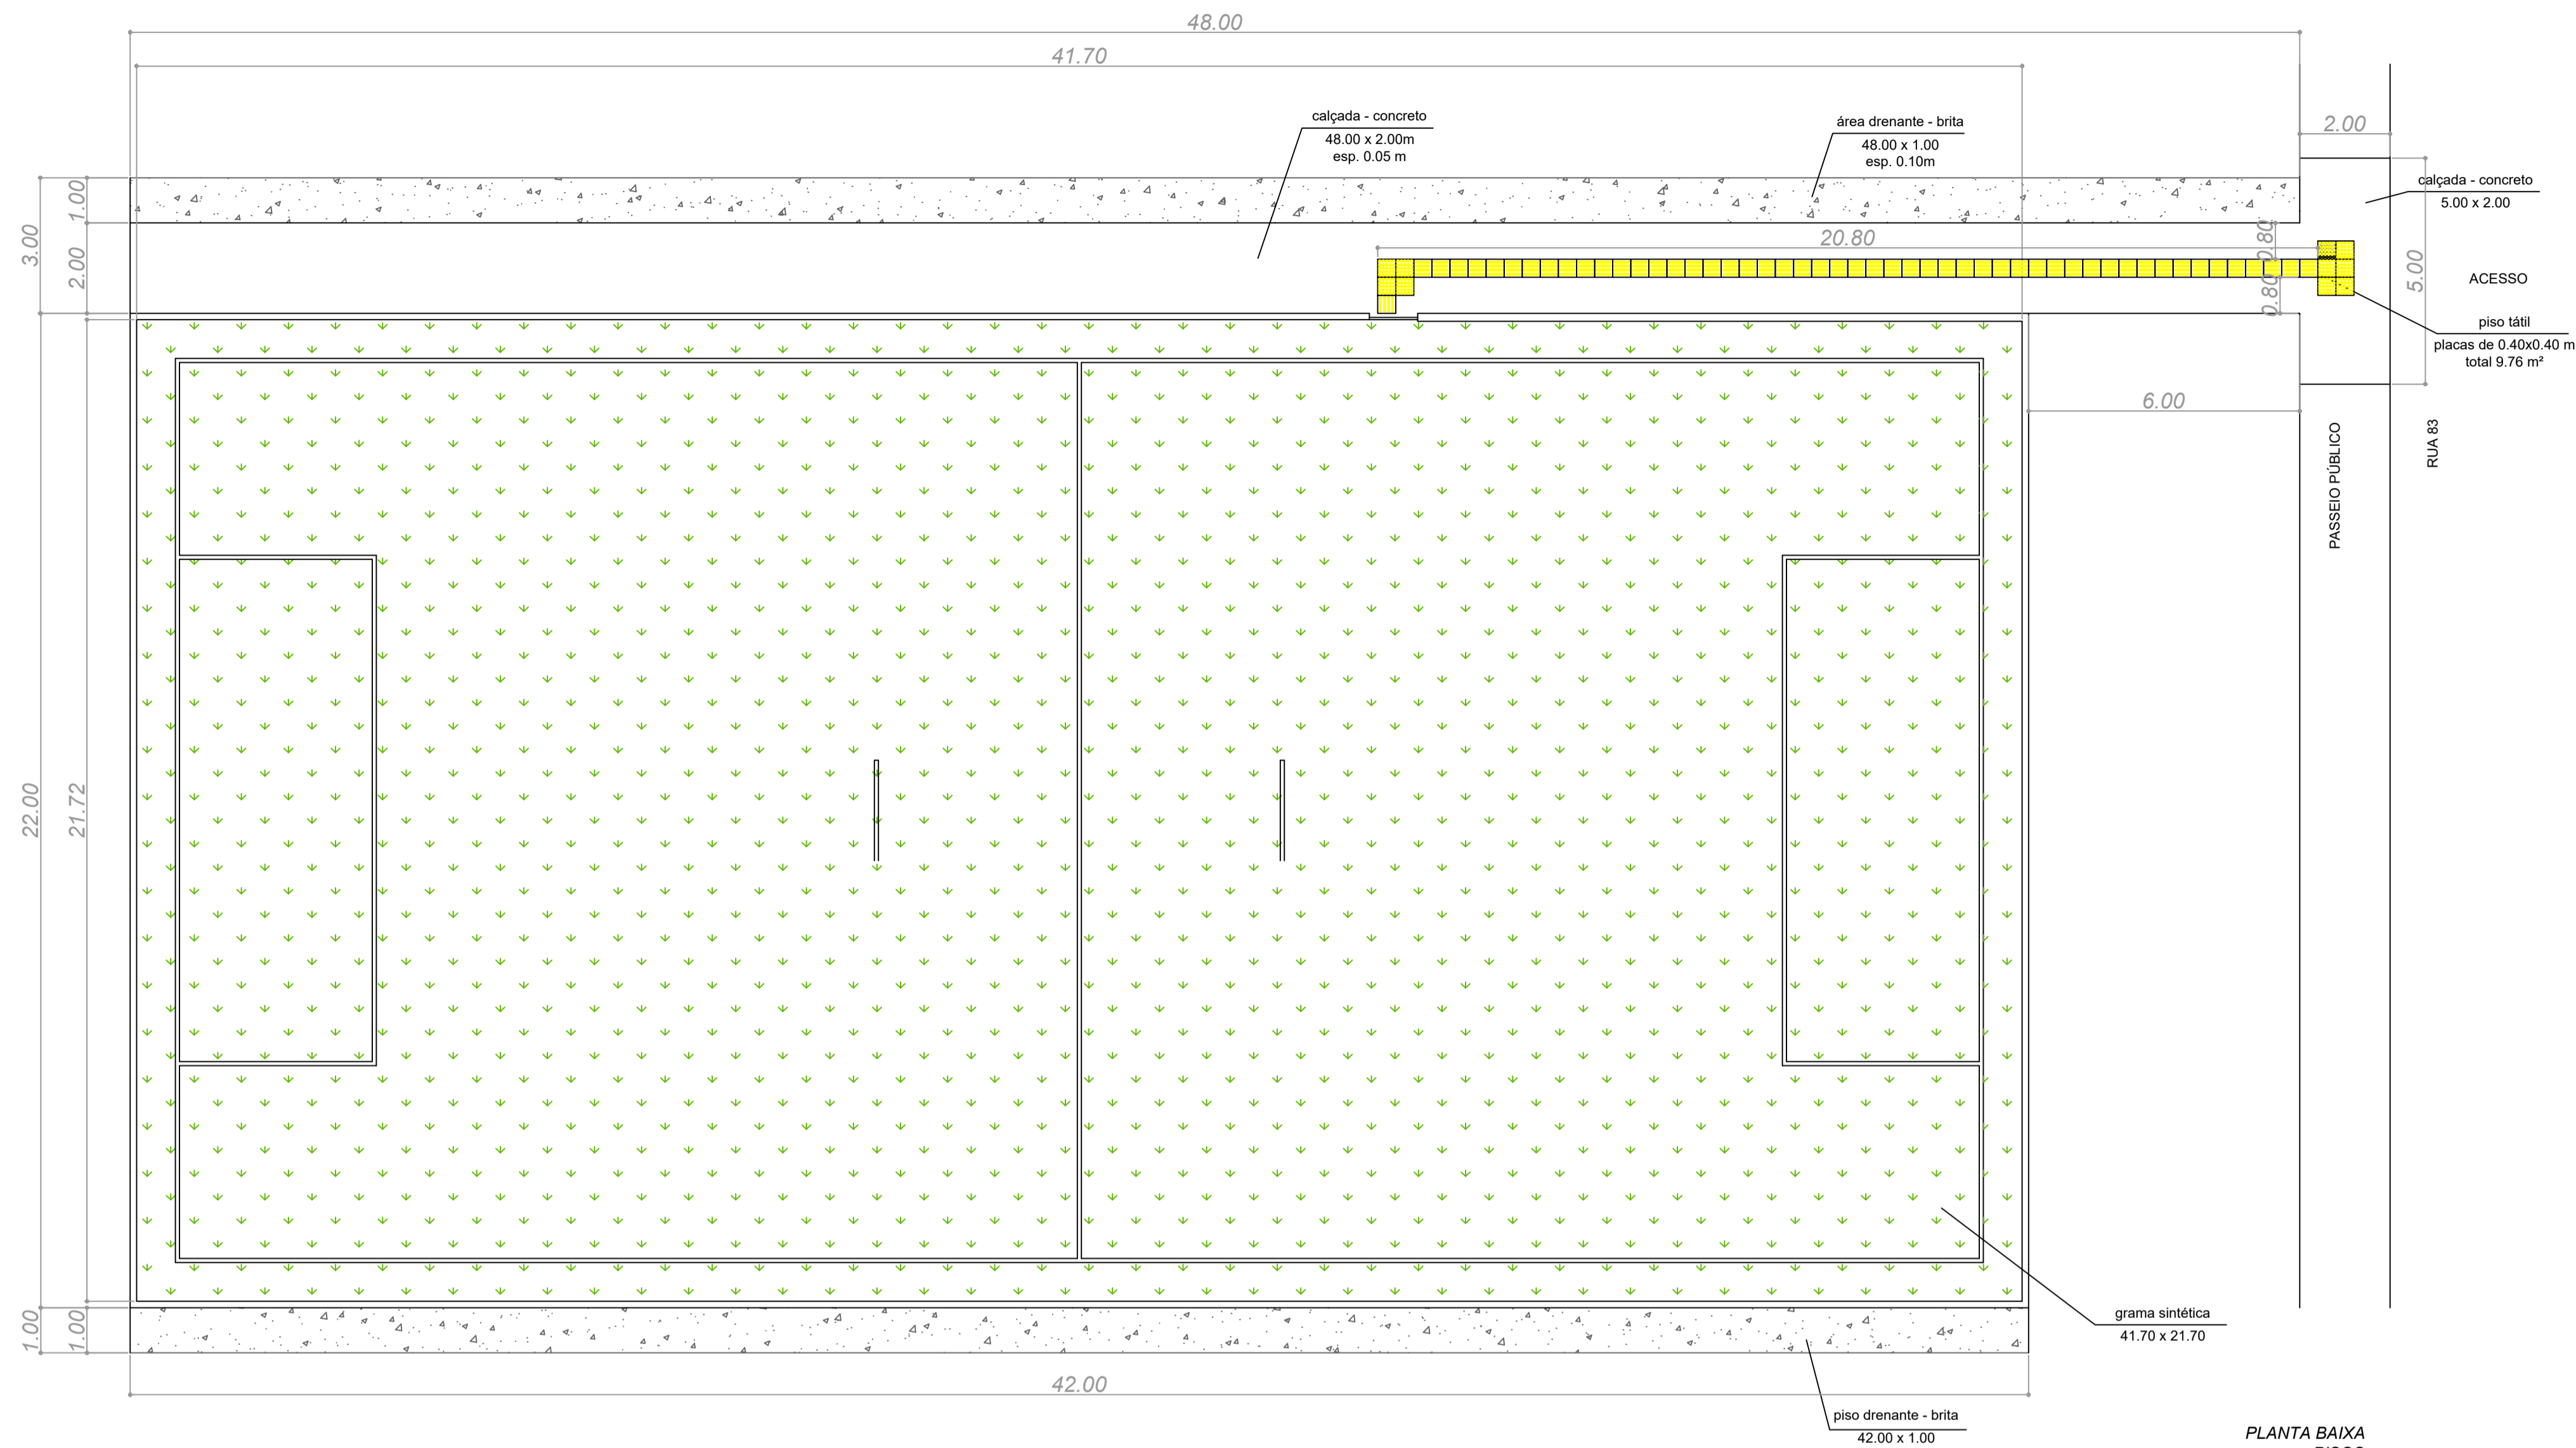 48.00
41.70
calçada - concreto
48.00 x 2.00m
esp. 0.05 m
área drenante - brita
48.00 x 1.00
esp. 0.10m
2.00
calçada - concreto
5.00 x 2.00
1.00
3.00
2.00
20.80
0.80
0.80
5.00
ACESSO
piso tátil
placas de 0.40x0.40 m
total 9.76 m²
6.00
PASSEIO PÚBLICO
RUA 83
22.00
21.72
1.00
1.00
grama sintética
41.70 x 21.70
42.00
piso drenante - brita
42.00 x 1.00
PLANTA BAIXA